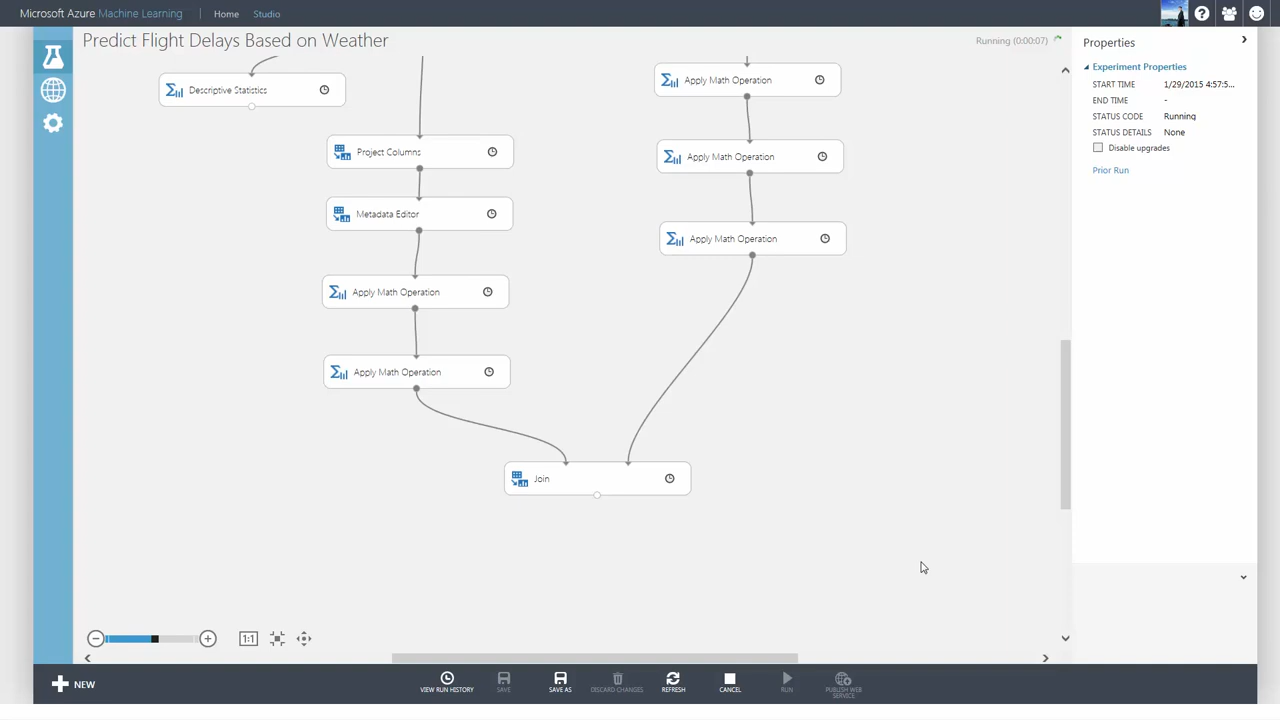 Microsoft Azure Machine Learning
Home
Studio
Predict Flight Delays Based on Weather
Running (0:00:07)
Descriptive Statistics
Project Columns
Metadata Editor
Apply Math Operation
Apply Math Operation
Apply Math Operation
Apply Math Operation
Apply Math Operation
Join
Properties
Experiment Properties
START TIME 1/29/2015 4:57:5...
END TIME -
STATUS CODE Running
STATUS DETAILS None
Disable upgrades
Prior Run
1:1
NEW
VIEW RUN HISTORY
SAVE
SAVE AS
DISCARD CHANGES
REFRESH
CANCEL
RUN
PUBLISH WEB
SERVICE